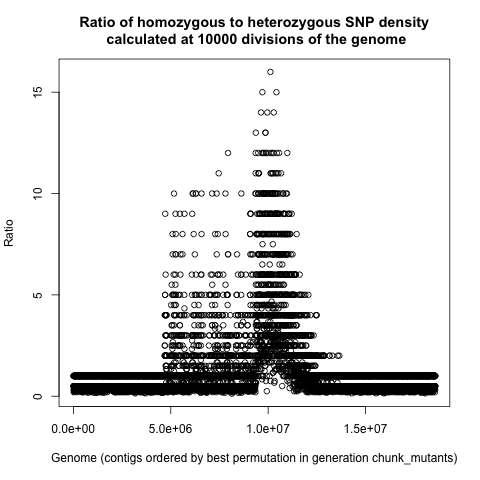 Ratio of homozygous to heterozygous SNP density
calculated at 10000 divisions of the genome
Ratio
15
10
5
0
0.0e+00
5.0e+06
1.0e+07
1.5e+07
Genome (contigs ordered by best permutation in generation chunk_mutants)